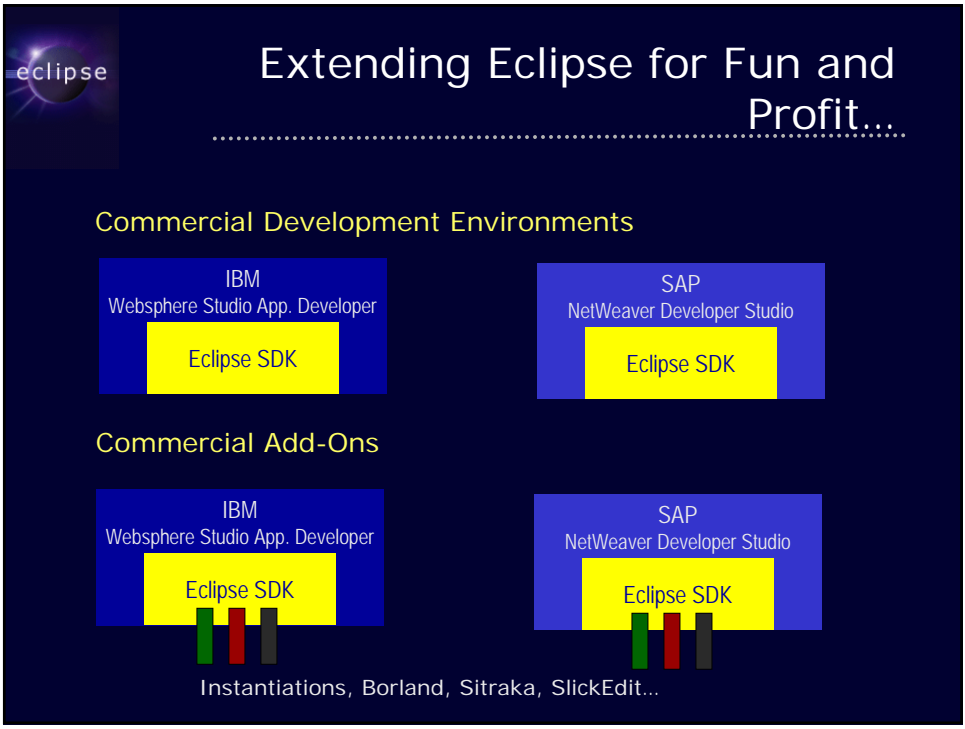 eclipse
Extending Eclipse for Fun and
Profit…
Commercial Development Environments
IBM
Websphere Studio App. Developer
Eclipse SDK
SAP
NetWeaver Developer Studio
Eclipse SDK
Commercial Add-Ons
IBM
Websphere Studio App. Developer
Eclipse SDK
SAP
NetWeaver Developer Studio
Eclipse SDK
Instantiations, Borland, Sitraka, SlickEdit…